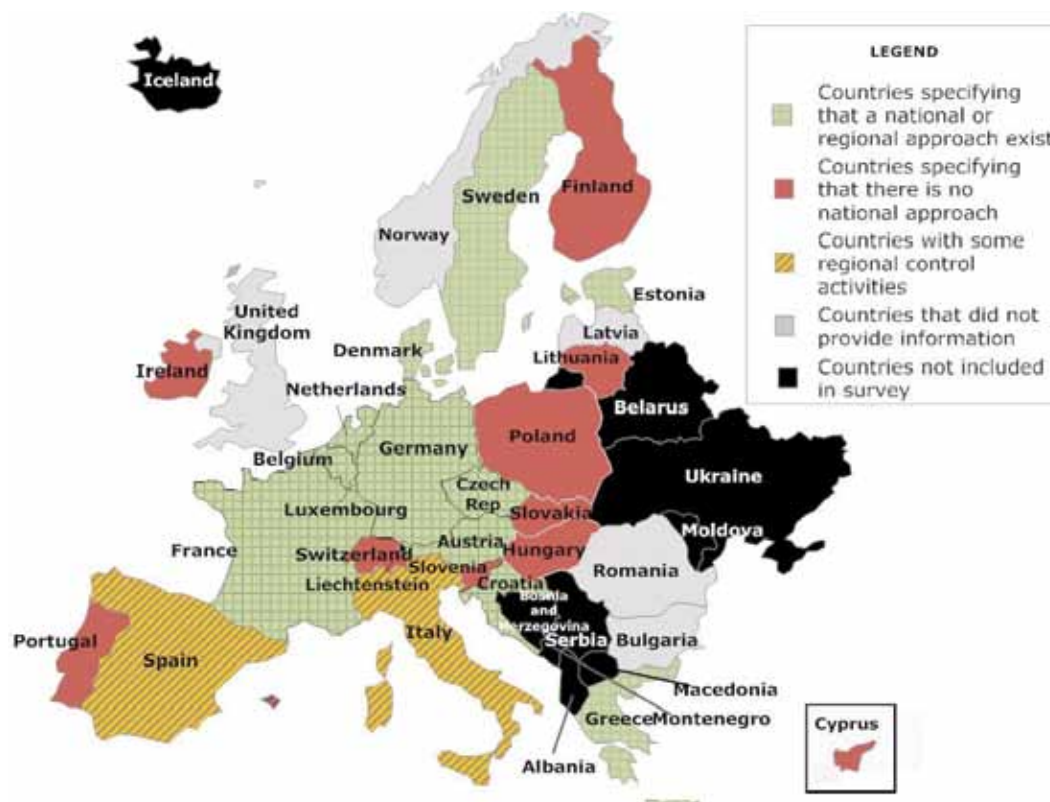 Iceland
LEGEND
Countries specifying
that a national or
regional approach exist
Countries specifying
that there is no
national approach
Countries with some
regional control
activities
Countries that did not
provide information
Countries not included
in survey
Finland
Sweden
Norway
Estonia
United
Kingdom
Latvia
Denmark
Lithuania
Ireland
Netherlands
Belarus
Poland
Germany
Belgium
Ukraine
Czech
Rep
Luxembourg
Slovakia
Moldova
France
Switzerland
Austria
Hungary
Slovenia
Liechtenstein
Croatia
Romania
Bosnia
and
Herzegovina
Portugal
Italy
Serbia
Bulgaria
Spain
Macedonia
Greece
Montenegro
Cyprus
Albania